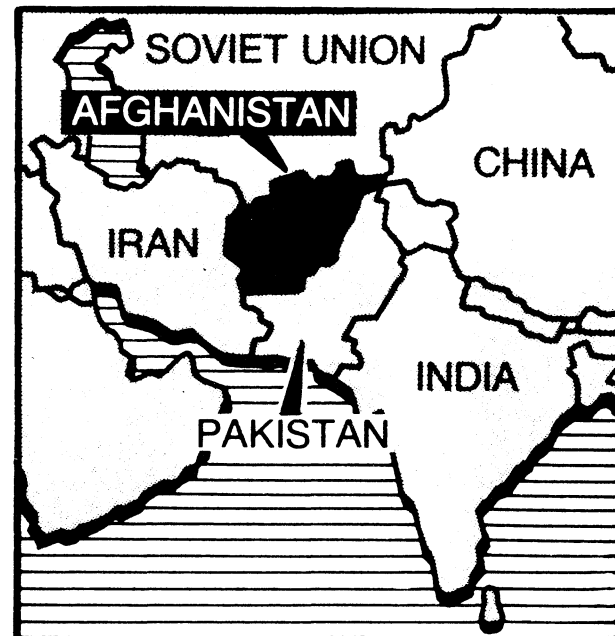 SOVIET UNION
AFGHANISTAN
CHINA
IRAN
INDIA
PAKISTAN